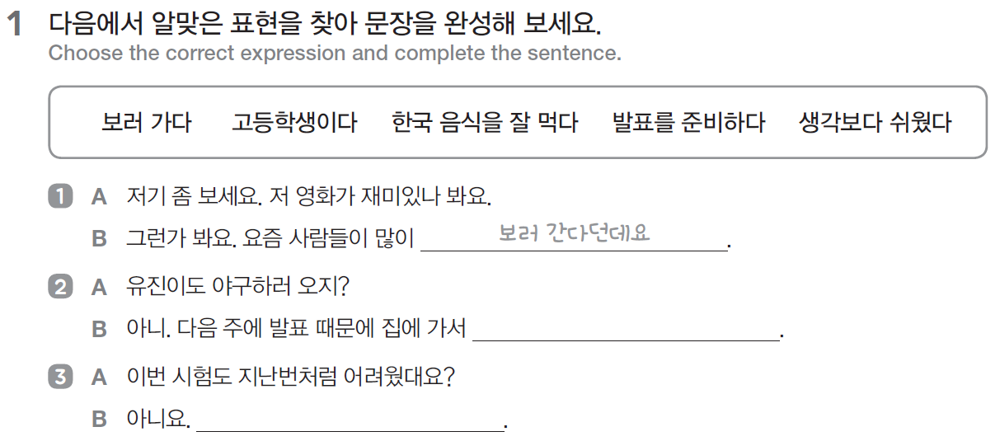 1 다음에서 알맞은 표현을 찾아 문장을 완성해 보세요.
Choose the correct expression and complete the sentence.
보러 가다 고등학생이다 한국 음식을 잘 먹다 발표를 준비하다 생각보다 쉬웠다
1 A 저기 좀 보세요. 저 영화가 재미있나 봐요.
B 그런가 봐요. 요즘 사람들이 많이 보러 간다던데요.
2 A 유진이도 야구하러 오지?
B 아니. 다음 주에 발표 때문에 집에 가서 .
3 A 이번 시험도 지난번처럼 어려웠대요?
B 아니요. .